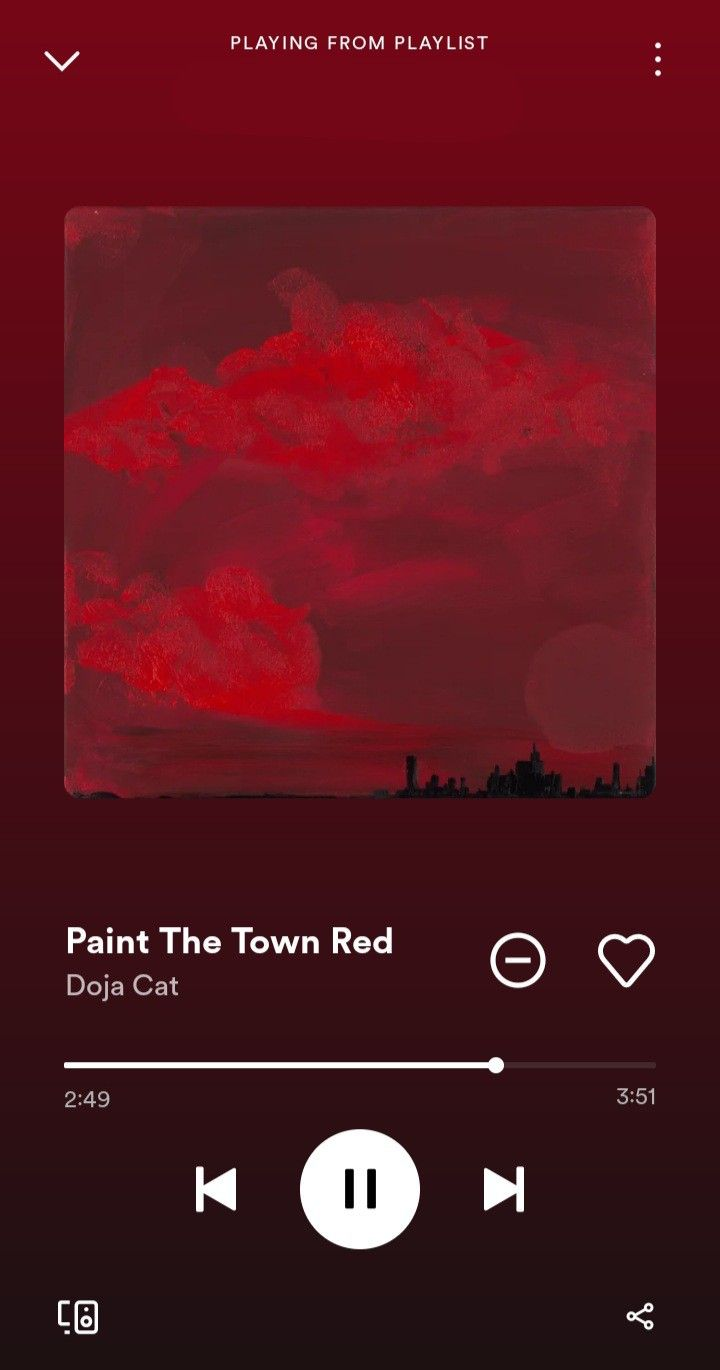 PLAYING FROM PLAYLIST
Paint The Town Red
Doja Cat
2:49
3:51